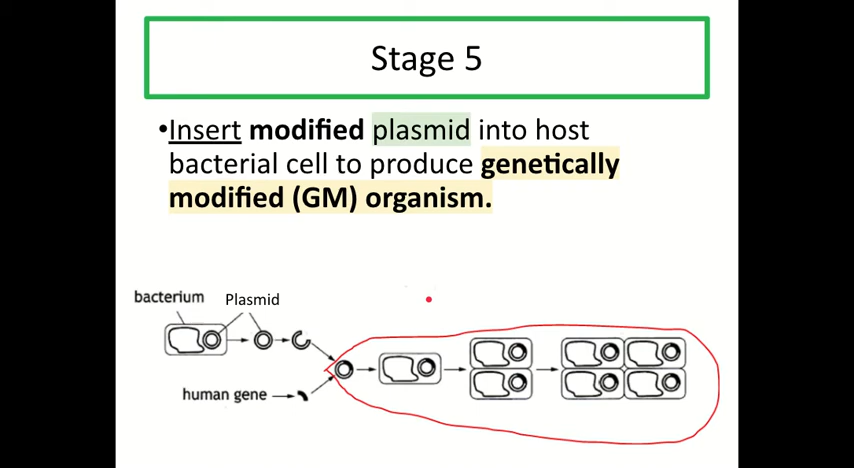 Stage 5
•Insert modified plasmid into host
bacterial cell to produce genetically
modified (GM) organism.
bacterium Plasmid
human gene